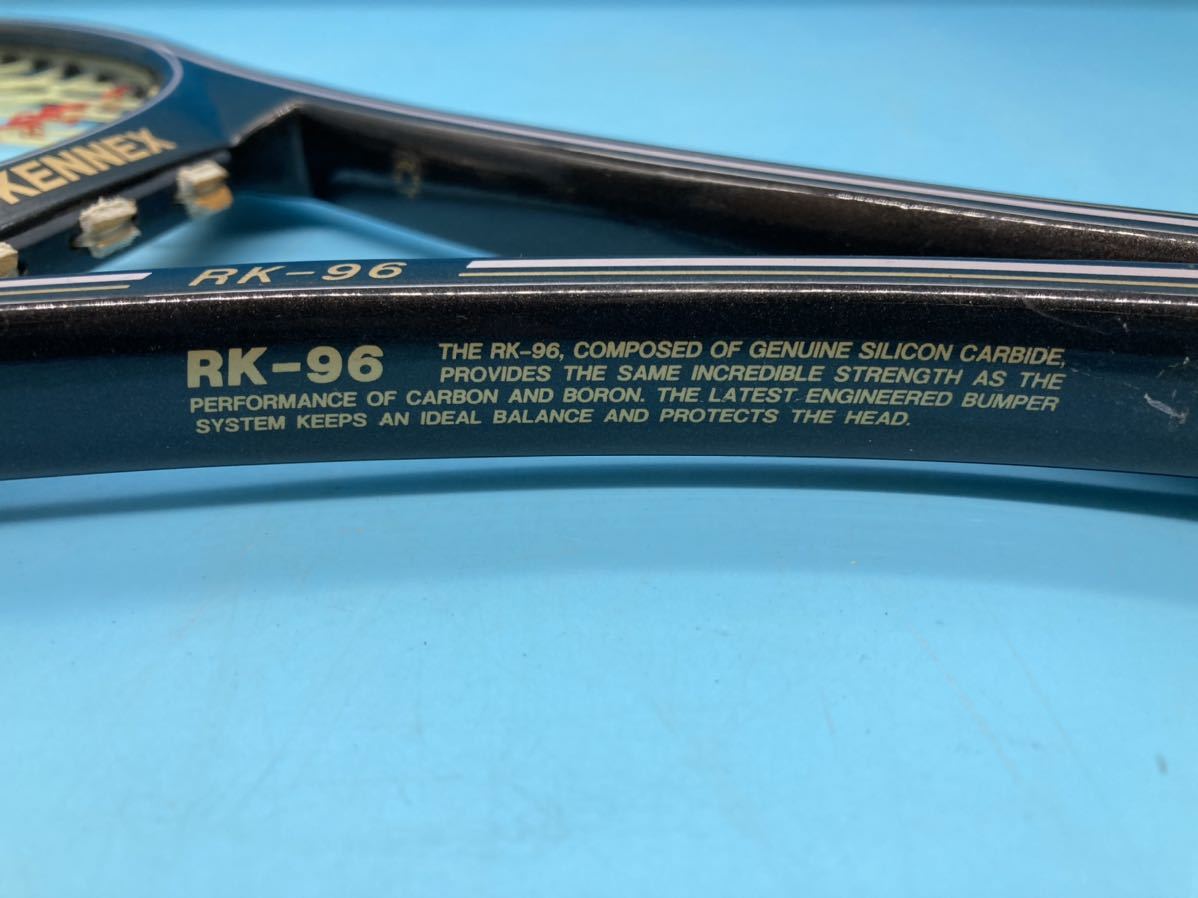 KENNEX
RK-96
RK-96
THE RK-96, COMPOSED OF GENUINE SILICON CARBIDE,
PROVIDES THE SAME INCREDIBLE STRENGTH AS THE
PERFORMANCE OF CARBON AND BORON. THE LATEST ENGINEERED BUMPER
SYSTEM KEEPS AN IDEAL BALANCE AND PROTECTS THE HEAD.